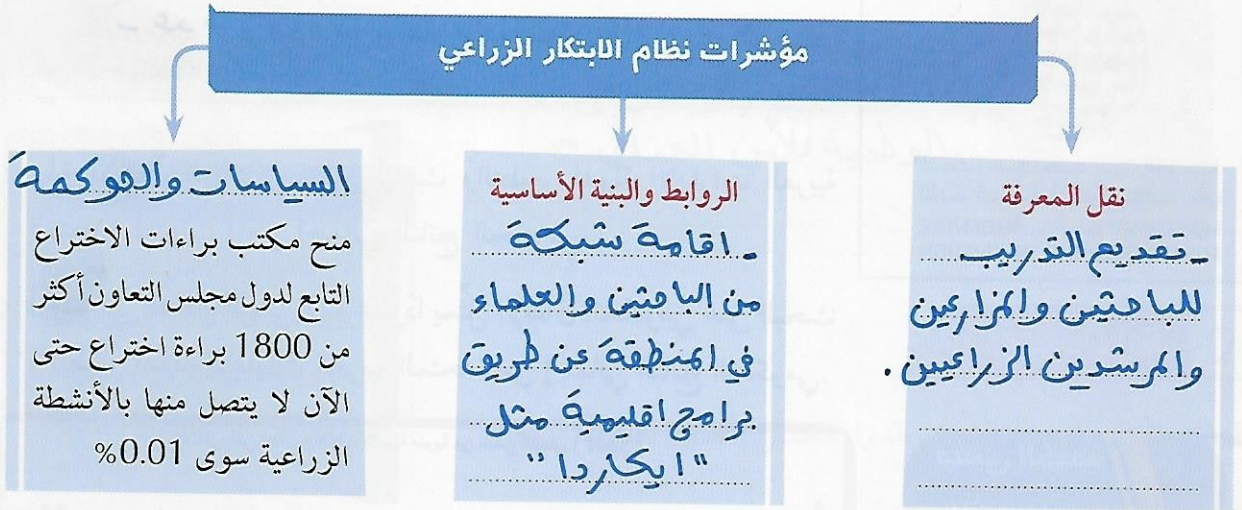 مؤشرات نظام الابتكار الزراعي
نقل المعرفة
- تقديم التدريب
للباحثين والمزارعين
والمرشدين الزراعيين.
الروابط والبنية الأساسية
- اقامة شبكة
من الباحثين والعلماء
في المنطقة عن طريق
برامج اقليمية مثل
"ايكاردا"
السياسات والحوكمة
منح مكتب براءات الاختراع
التابع لدول مجلس التعاون أكثر
من 1800 براءة اختراع حتى
الآن لا يتصل منها بالأنشطة
الزراعية سوى 0.01%